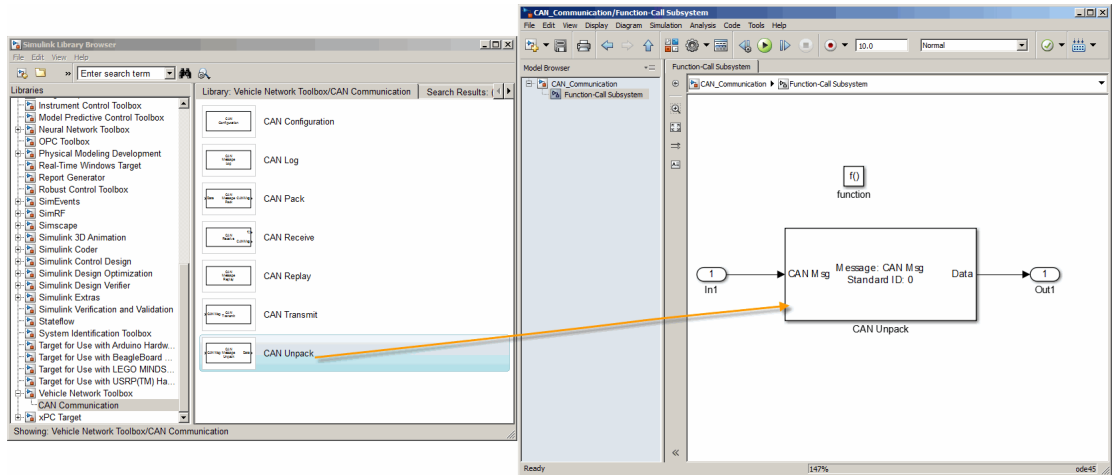 Simulink Library Browser
File Edit View Help
» Enter search term
Libraries
Instrument Control Toolbox
Model Predictive Control Toolbox
Neural Network Toolbox
OPC Toolbox
Physical Modeling Development
Real-Time Windows Target
Report Generator
Robust Control Toolbox
SimEvents
SimRF
Simscape
Simulink 3D Animation
Simulink Coder
Simulink Control Design
Simulink Design Optimization
Simulink Design Verifier
Simulink Extras
Simulink Verification and Validation
Stateflow
System Identification Toolbox
Target for Use with Arduino Hardw...
Target for Use with BeagleBoard ...
Target for Use with LEGO MINDS...
Target for Use with USRP(TM) Ha...
Vehicle Network Toolbox
CAN Communication
xPC Target
Library: Vehicle Network Toolbox/CAN Communication Search Results: (
CAN Configuration
CAN Log
CAN Pack
CAN Receive
CAN Replay
CAN Transmit
CAN Unpack
Showing: Vehicle Network Toolbox/CAN Communication
CAN_Communication/Function-Call Subsystem
File Edit View Display Diagram Simulation Analysis Code Tools Help
10.0 Normal
Model Browser
CAN_Communication
Function-Call Subsystem
Function-Call Subsystem
CAN_Communication Function-Call Subsystem
f()
function
1
In1
CAN Msg
Message: CAN Msg
Standard ID: 0
Data
CAN Unpack
1
Out1
Ready 147% ode45